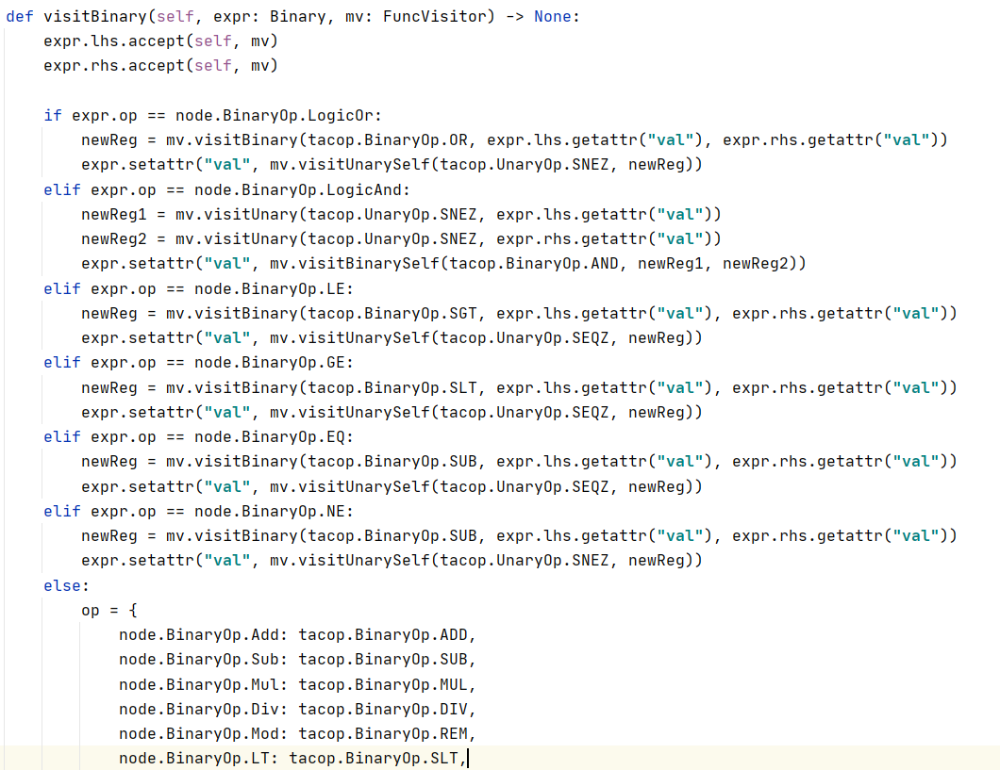 def visitBinary(self, expr: Binary, mv: FuncVisitor) -> None:
    expr.lhs.accept(self, mv)
    expr.rhs.accept(self, mv)

    if expr.op == node.BinaryOp.LogicOr:
        newReg = mv.visitBinary(tacop.BinaryOp.OR, expr.lhs.getattr("val"), expr.rhs.getattr("val"))
        expr.setattr("val", mv.visitUnarySelf(tacop.UnaryOp.SNEZ, newReg))
    elif expr.op == node.BinaryOp.LogicAnd:
        newReg1 = mv.visitUnary(tacop.UnaryOp.SNEZ, expr.lhs.getattr("val"))
        newReg2 = mv.visitUnary(tacop.UnaryOp.SNEZ, expr.rhs.getattr("val"))
        expr.setattr("val", mv.visitBinarySelf(tacop.BinaryOp.AND, newReg1, newReg2))
    elif expr.op == node.BinaryOp.LE:
        newReg = mv.visitBinary(tacop.BinaryOp.SGT, expr.lhs.getattr("val"), expr.rhs.getattr("val"))
        expr.setattr("val", mv.visitUnarySelf(tacop.UnaryOp.SEQZ, newReg))
    elif expr.op == node.BinaryOp.GE:
        newReg = mv.visitBinary(tacop.BinaryOp.SLT, expr.lhs.getattr("val"), expr.rhs.getattr("val"))
        expr.setattr("val", mv.visitUnarySelf(tacop.UnaryOp.SEQZ, newReg))
    elif expr.op == node.BinaryOp.EQ:
        newReg = mv.visitBinary(tacop.BinaryOp.SUB, expr.lhs.getattr("val"), expr.rhs.getattr("val"))
        expr.setattr("val", mv.visitUnarySelf(tacop.UnaryOp.SEQZ, newReg))
    elif expr.op == node.BinaryOp.NE:
        newReg = mv.visitBinary(tacop.BinaryOp.SUB, expr.lhs.getattr("val"), expr.rhs.getattr("val"))
        expr.setattr("val", mv.visitUnarySelf(tacop.UnaryOp.SNEZ, newReg))
    else:
        op = {
            node.BinaryOp.Add: tacop.BinaryOp.ADD,
            node.BinaryOp.Sub: tacop.BinaryOp.SUB,
            node.BinaryOp.Mul: tacop.BinaryOp.MUL,
            node.BinaryOp.Div: tacop.BinaryOp.DIV,
            node.BinaryOp.Mod: tacop.BinaryOp.REM,
            node.BinaryOp.LT: tacop.BinaryOp.SLT,